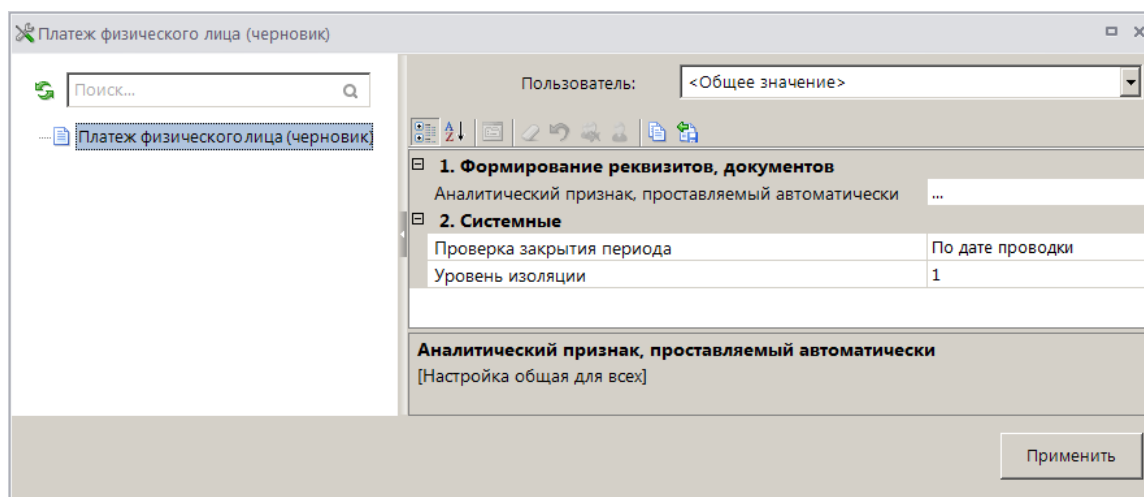 Платеж физического лица (черновик)
Поиск...
Платеж физического лица (черновик)
Пользователь:
<Общее значение>
1. Формирование реквизитов, документов
Аналитический признак, проставляемый автоматически ...
2. Системные
Проверка закрытия периода По дате проводки
Уровень изоляции 1
Аналитический признак, проставляемый автоматически
[Настройка общая для всех]
Применить